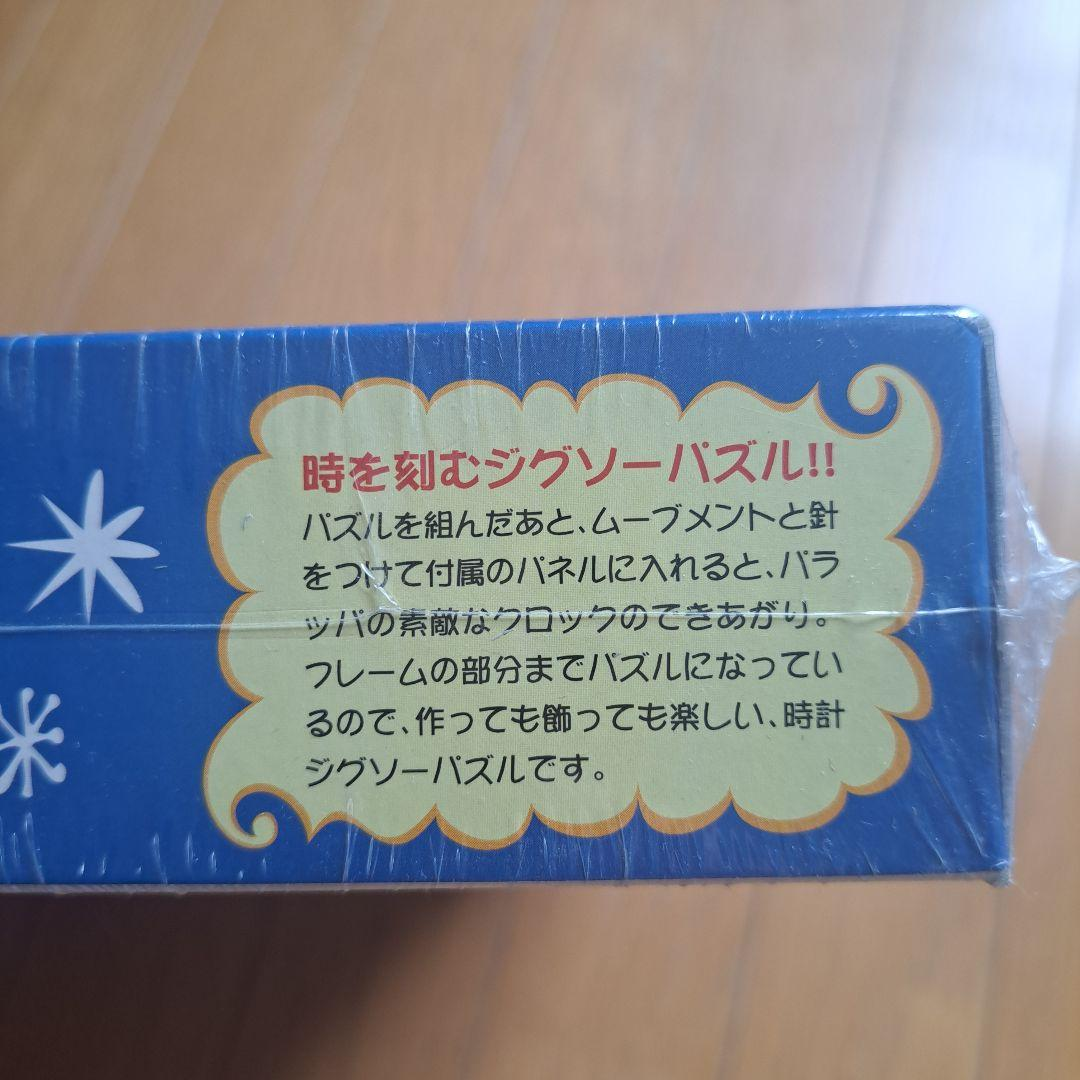 時を刻むジグソーパズル!!
パズルを組んだあと、ムーブメントと針
をつけて付属のパネルに入れると、パラ
ッパの素敵なクロックのできあがり。
フレームの部分までパズルになってい
るので、作っても飾っても楽しい、時計
ジグソーパズルです。